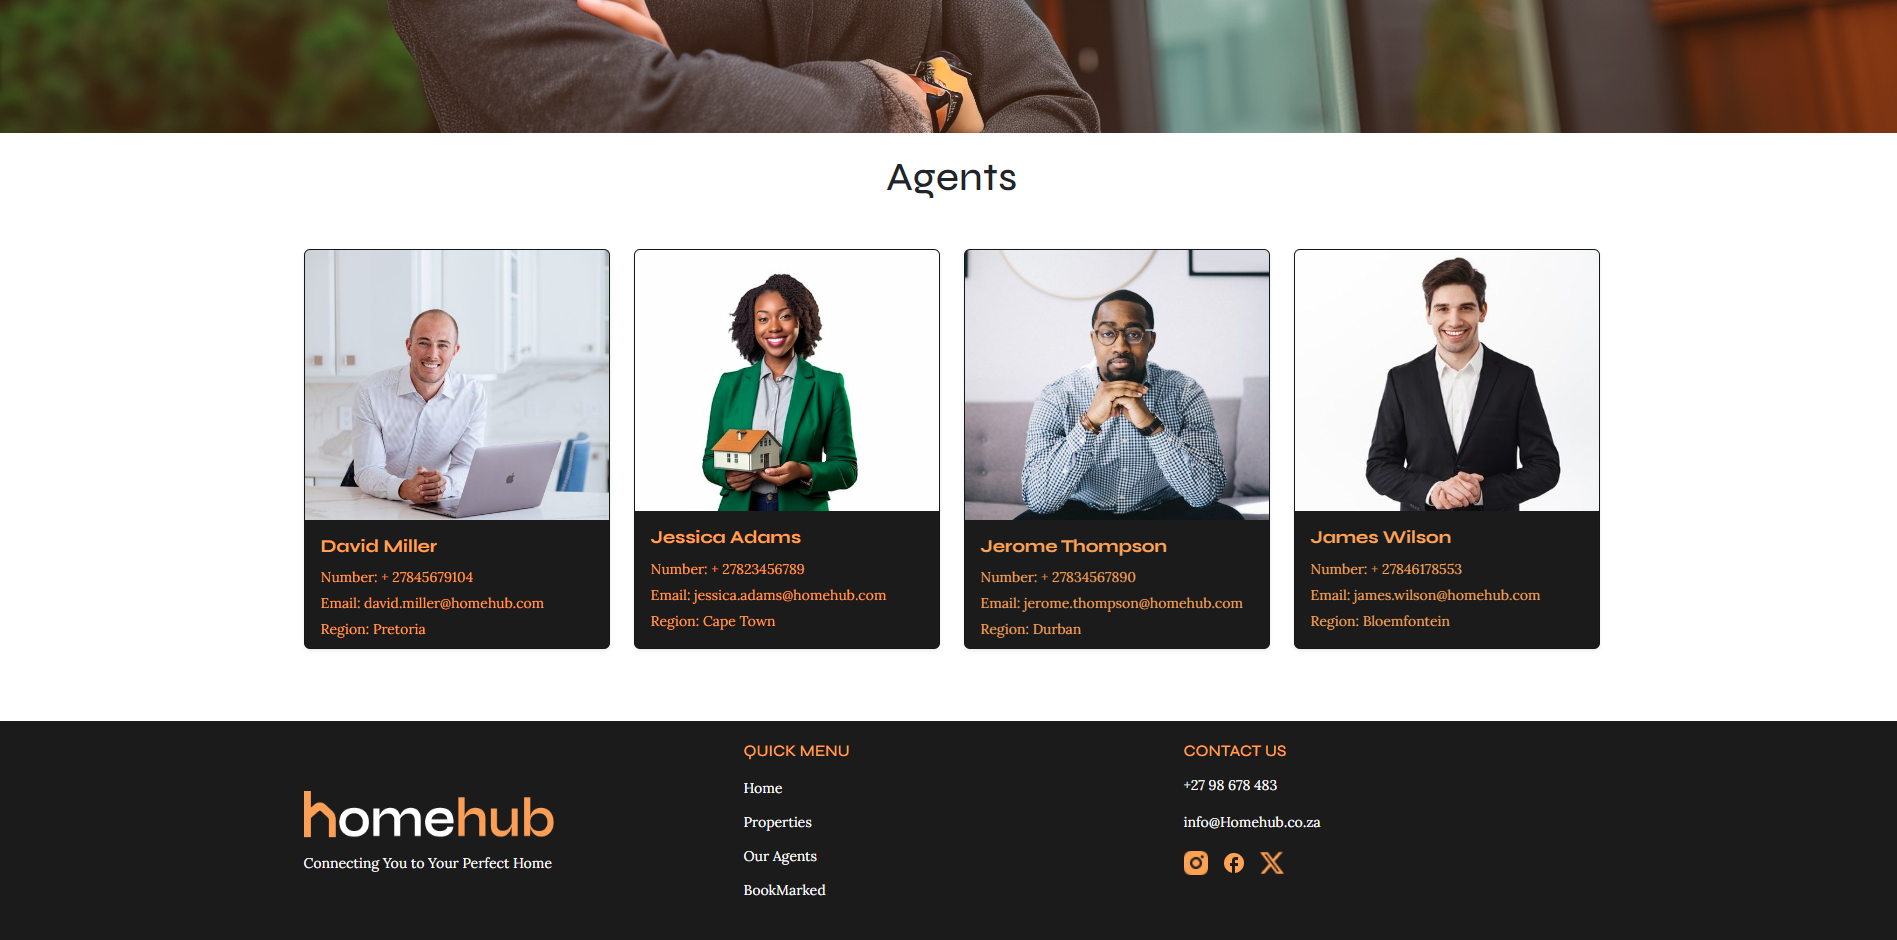 Agents
David Miller
Number: + 27845679104
Email: david.miller@homehub.com
Region: Pretoria
Jessica Adams
Number: + 27823456789
Email: jessica.adams@homehub.com
Region: Cape Town
Jerome Thompson
Number: + 27834567890
Email: jerome.thompson@homehub.com
Region: Durban
James Wilson
Number: + 27846178553
Email: james.wilson@homehub.com
Region: Bloemfontein
homehub
Connecting You to Your Perfect Home
QUICK MENU
Home
Properties
Our Agents
BookMarked
CONTACT US
+27 98 678 483
info@Homehub.co.za